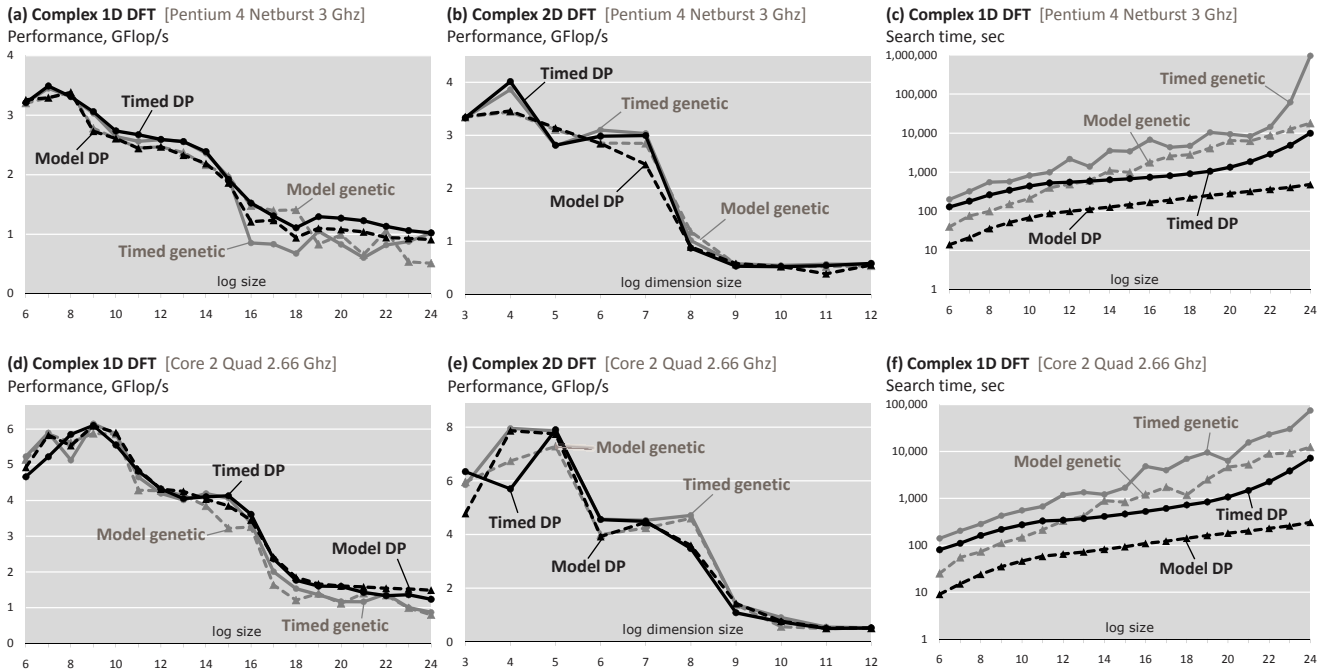 (a) Complex 1D DFT [Pentium 4 Netburst 3 Ghz]
Performance, GFlop/s
4
3
2
1
0
Timed DP
Model DP
Model genetic
Timed genetic
log size
6 8 10 12 14 16 18 20 22 24
(b) Complex 2D DFT [Pentium 4 Netburst 3 Ghz]
Performance, GFlop/s
4
3
2
1
0
Timed DP
Timed genetic
Model DP
Model genetic
log dimension size
3 4 5 6 7 8 9 10 11 12
(c) Complex 1D DFT [Pentium 4 Netburst 3 Ghz]
Search time, sec
1,000,000
100,000
10,000
1,000
100
10
1
Timed genetic
Model genetic
Timed DP
Model DP
log size
6 8 10 12 14 16 18 20 22 24
(d) Complex 1D DFT [Core 2 Quad 2.66 Ghz]
Performance, GFlop/s
6
5
4
3
2
1
0
Timed DP
Model genetic
Model DP
Timed genetic
log size
6 8 10 12 14 16 18 20 22 24
(e) Complex 2D DFT [Core 2 Quad 2.66 Ghz]
Performance, GFlop/s
8
6
4
2
0
Model genetic
Timed genetic
Timed DP
Model DP
log dimension size
3 4 5 6 7 8 9 10 11 12
(f) Complex 1D DFT [Core 2 Quad 2.66 Ghz]
Search time, sec
100,000
10,000
1,000
100
10
1
Timed genetic
Model genetic
Timed DP
Model DP
log size
6 8 10 12 14 16 18 20 22 24